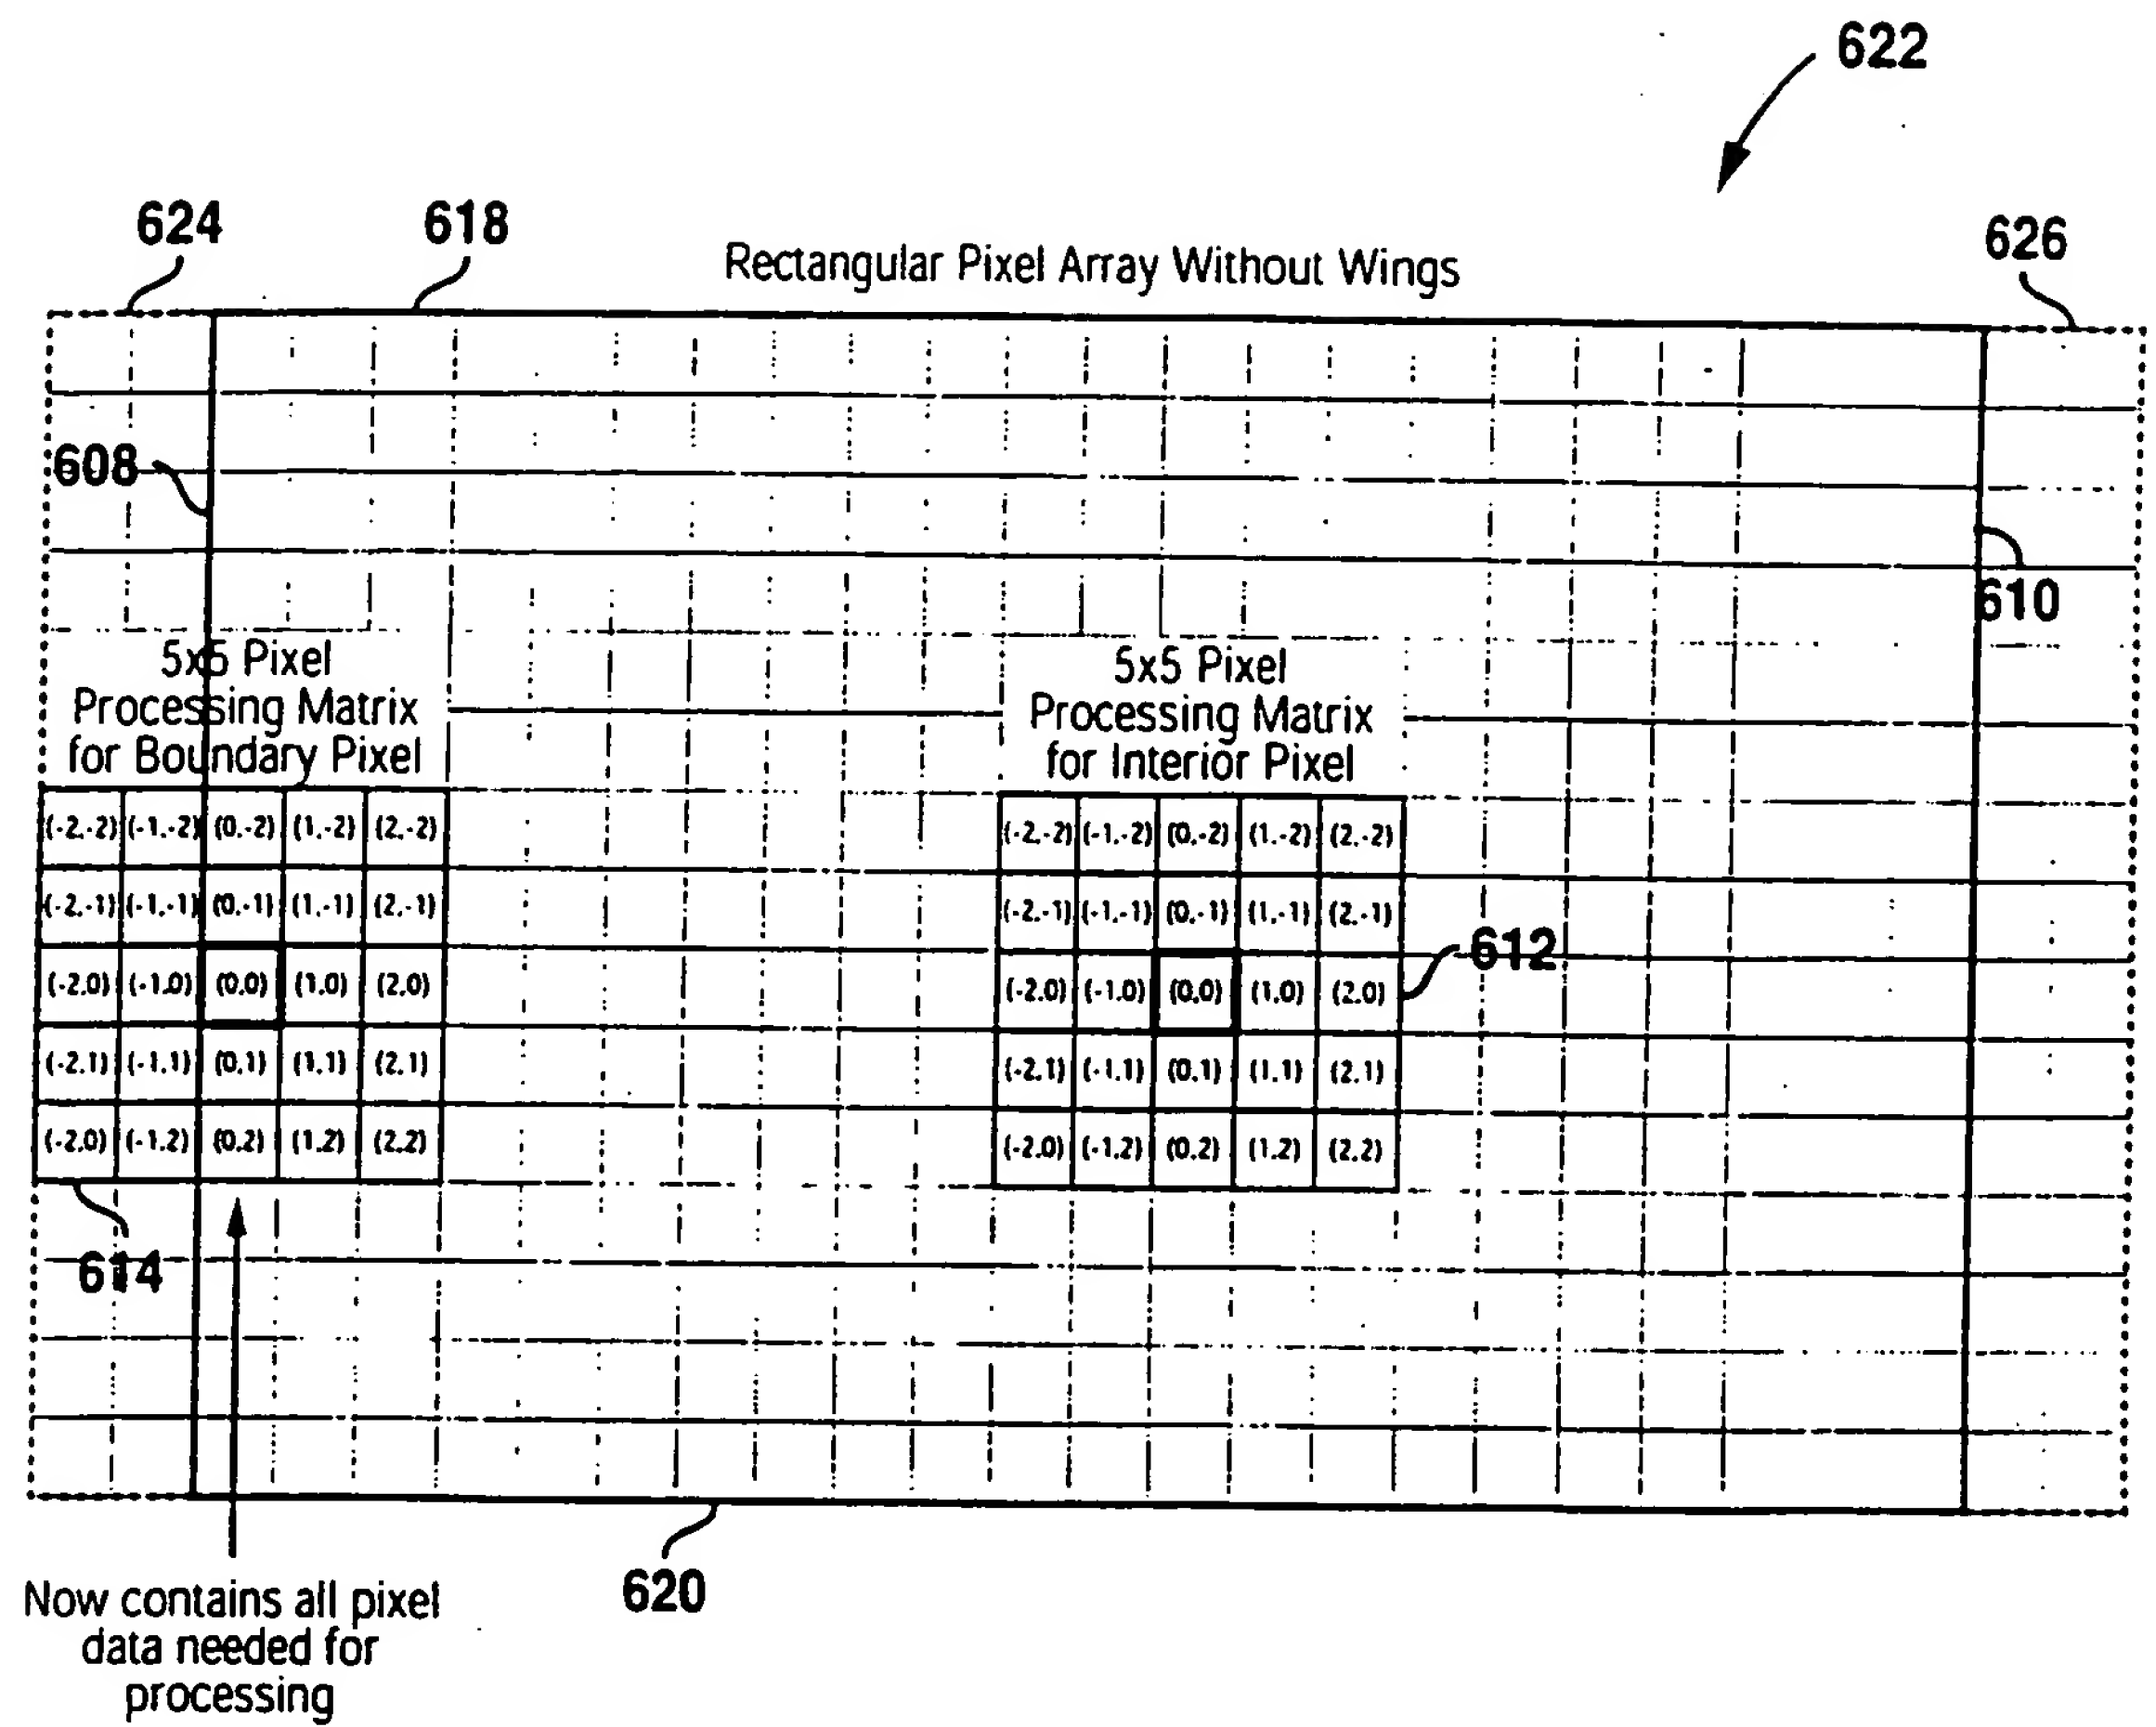 622
624
618
626
Rectangular Pixel Array Without Wings
608
610
5x5 Pixel
Processing Matrix
for Boundary Pixel
5x5 Pixel
Processing Matrix
for Interior Pixel
(-2,-2) (-1,-2) (0,-2) (1,-2) (2,-2)
(-2,-1) (-1,-1) (0,-1) (1,-1) (2,-1)
(-2,0) (-1,0) (0,0) (1,0) (2,0)
(-2,1) (-1,1) (0,1) (1,1) (2,1)
(-2,0) (-1,2) (0,2) (1,2) (2,2)
(-2,-2) (-1,-2) (0,-2) (1,-2) (2,-2)
(-2,-1) (-1,-1) (0,-1) (1,-1) (2,-1)
(-2,0) (-1,0) (0,0) (1,0) (2,0)
(-2,1) (-1,1) (0,1) (1,1) (2,1)
(-2,0) (-1,2) (0,2) (1,2) (2,2)
612
614
620
Now contains all pixel
data needed for
processing